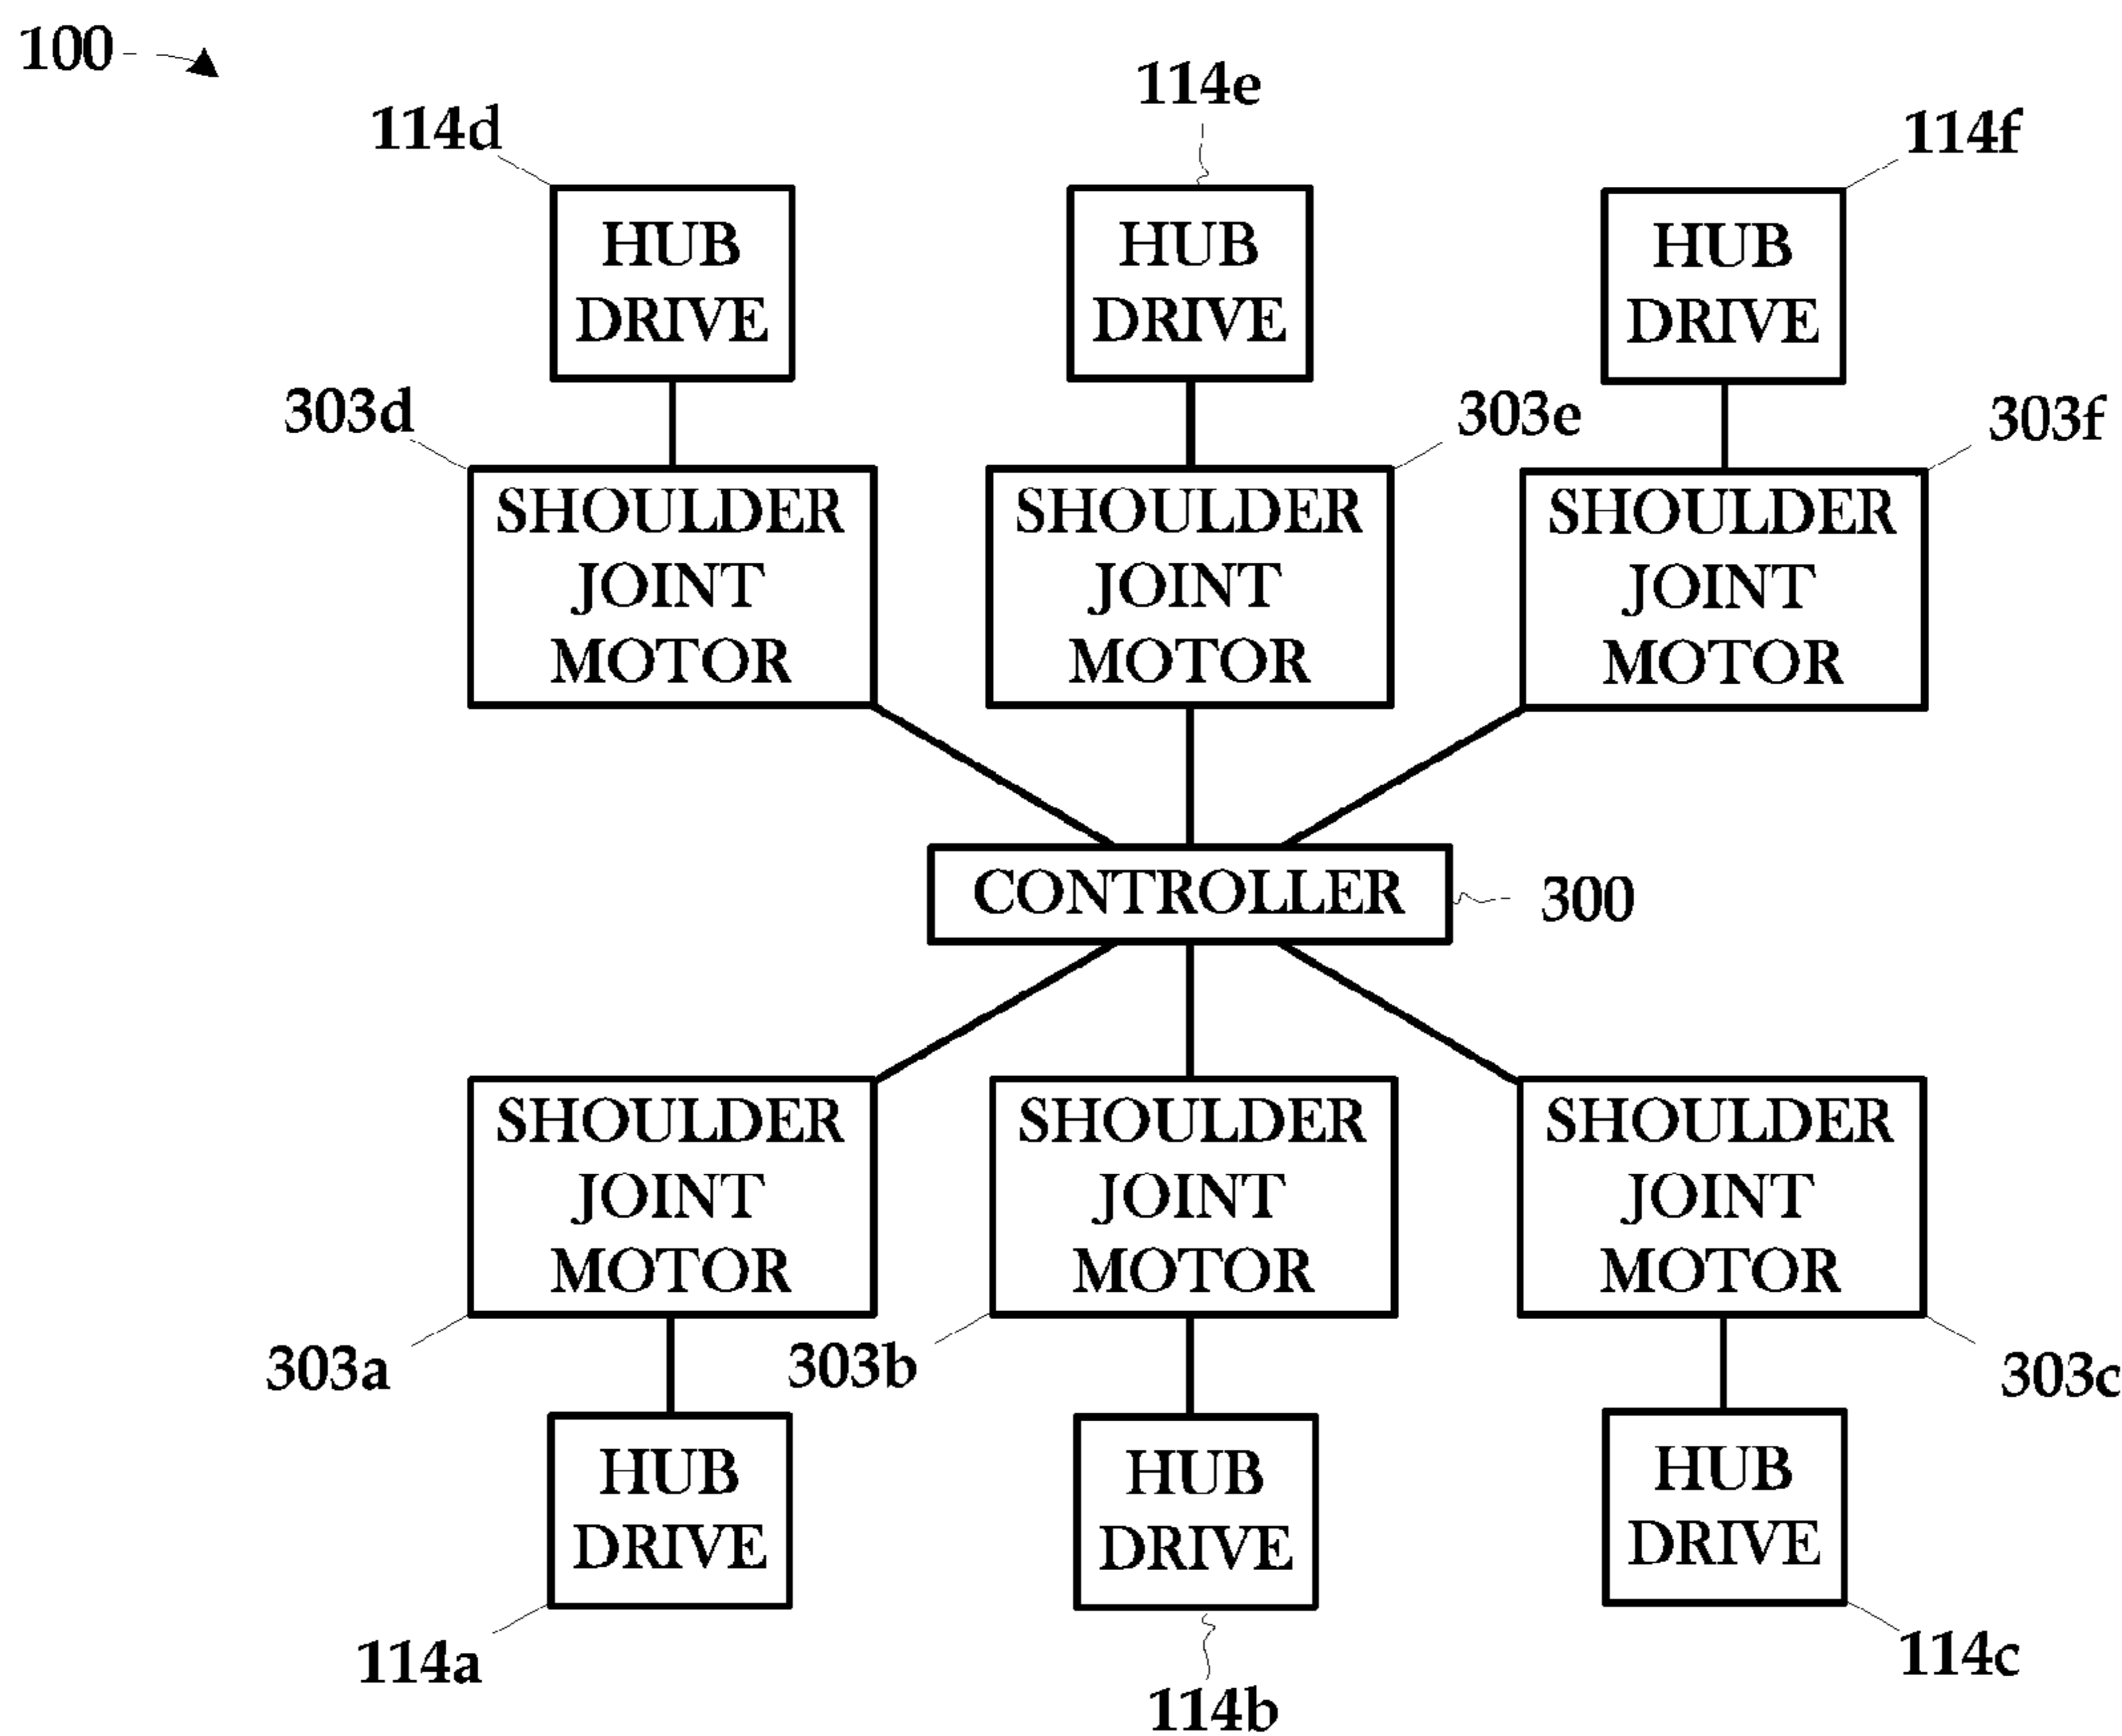 100
114d
114e
114f
HUB
DRIVE
HUB
DRIVE
HUB
DRIVE
303d
303e
303f
SHOULDER
JOINT
MOTOR
SHOULDER
JOINT
MOTOR
SHOULDER
JOINT
MOTOR
CONTROLLER
300
SHOULDER
JOINT
MOTOR
SHOULDER
JOINT
MOTOR
SHOULDER
JOINT
MOTOR
303a
303b
303c
HUB
DRIVE
HUB
DRIVE
HUB
DRIVE
114a
114b
114c